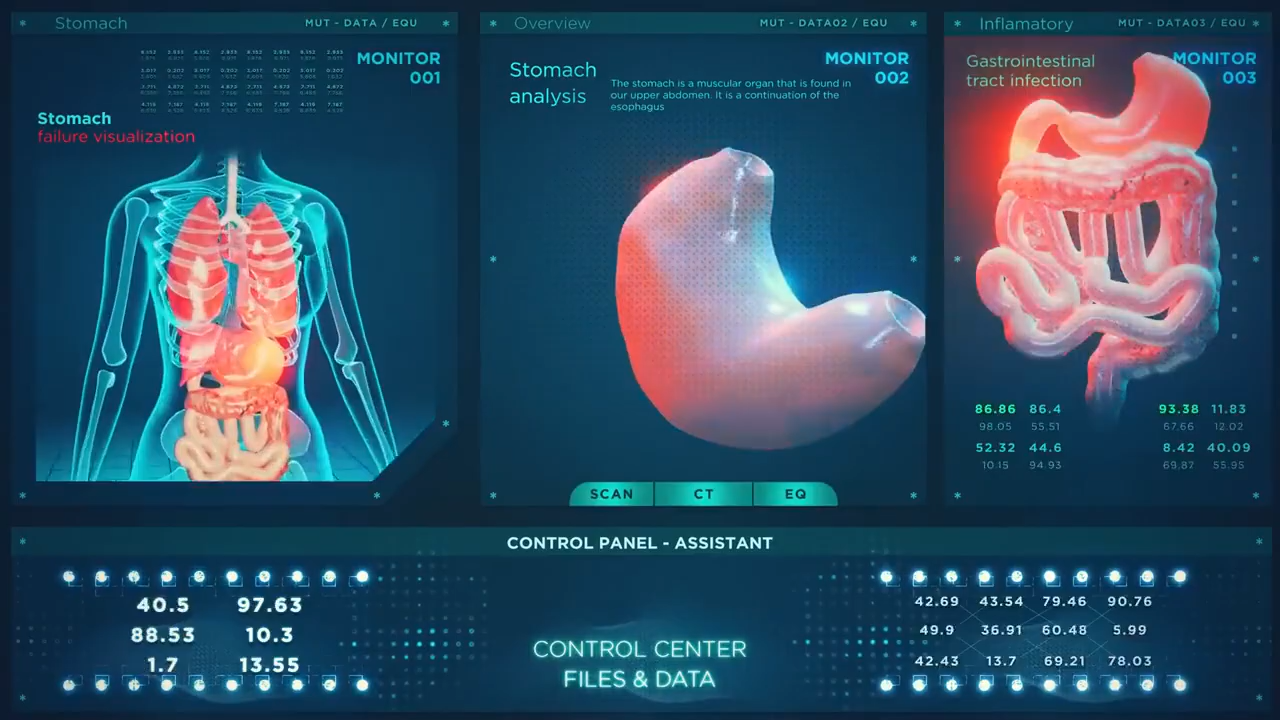 Stomach
MUT - DATA / EQU
MONITOR
001
Stomach
failure visualization
Overview
MUT - DATA02 / EQU
MONITOR
002
Stomach
analysis
The stomach is a muscular organ that is found in
our upper abdomen. It is a continuation of the
esophagus
SCAN
CT
EQ
Inflamatory
MUT - DATA03 / EQU
MONITOR
003
Gastrointestinal
tract infection
86.86 86.4
98.05 55.51
52.32 44.6
10.15 94.93
93.38 11.83
67.66 12.02
8.42 40.09
69.87 55.95
CONTROL PANEL - ASSISTANT
40.5 97.63
88.53 10.3
1.7 13.55
CONTROL CENTER
FILES & DATA
42.69 43.54 79.46 90.76
49.9 36.91 60.48 5.99
42.43 13.7 69.21 78.03